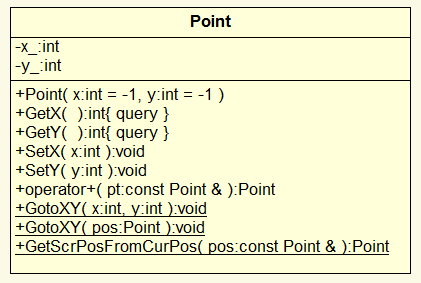 Point
-x_:int
-y_:int
+Point( x:int = -1, y:int = -1 )
+GetX(  ):int{ query }
+GetY(  ):int{ query }
+SetX( x:int ):void
+SetY( y:int ):void
+operator+( pt:const Point & ):Point
+GotoXY( x:int, y:int ):void
+GotoXY( pos:Point ):void
+GetScrPosFromCurPos( pos:const Point & ):Point